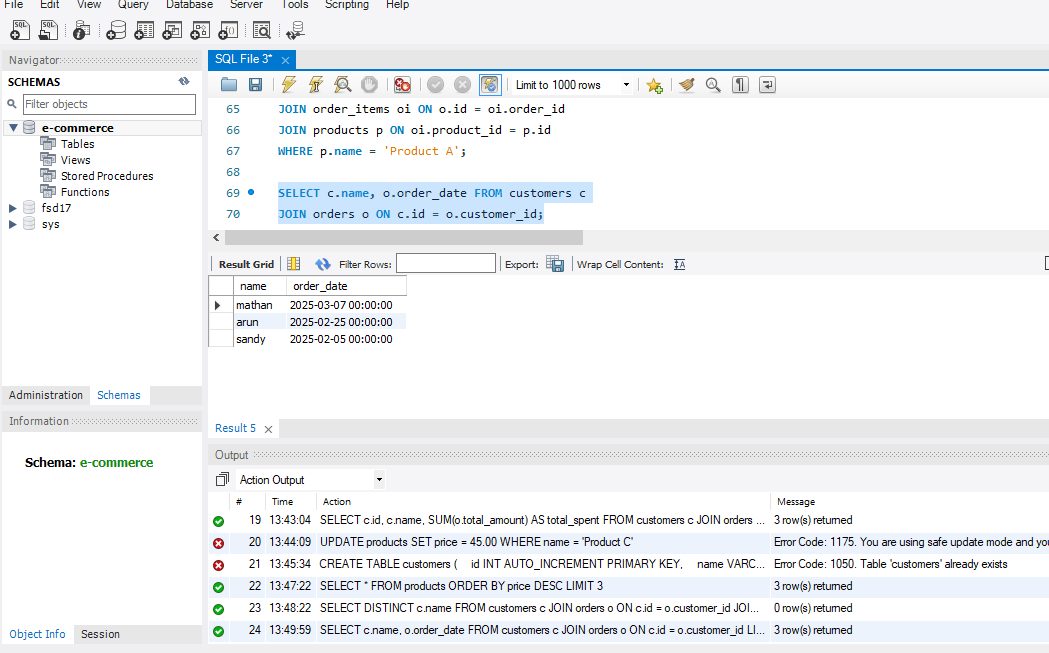 File Edit View Query Database Server Tools Scripting Help
Navigator
SCHEMAS
Filter objects
e-commerce
Tables
Views
Stored Procedures
Functions
fsd17
sys
Administration Schemas
Information
Schema: e-commerce
Object Info Session
SQL File 3*
Limit to 1000 rows
65 JOIN order_items oi ON o.id = oi.order_id
66 JOIN products p ON oi.product_id = p.id
67 WHERE p.name = 'Product A';
68
69 SELECT c.name, o.order_date FROM customers c
70 JOIN orders o ON c.id = o.customer_id;
Result Grid Filter Rows: Export: Wrap Cell Content:
name order_date
mathan 2025-03-07 00:00:00
arun 2025-02-25 00:00:00
sandy 2025-02-05 00:00:00
Result 5
Output
Action Output
# Time Action Message
19 13:43:04 SELECT c.id, c.name, SUM(o.total_amount) AS total_spent FROM customers c JOIN orders ... 3 row(s) returned
20 13:44:09 UPDATE products SET price = 45.00 WHERE name = 'Product C' Error Code: 1175. You are using safe update mode and you
21 13:45:34 CREATE TABLE customers ( id INT AUTO_INCREMENT PRIMARY KEY, name VARC... Error Code: 1050. Table 'customers' already exists
22 13:47:22 SELECT * FROM products ORDER BY price DESC LIMIT 3 3 row(s) returned
23 13:48:22 SELECT DISTINCT c.name FROM customers c JOIN orders o ON c.id = o.customer_id JOI... 0 row(s) returned
24 13:49:59 SELECT c.name, o.order_date FROM customers c JOIN orders o ON c.id = o.customer_id LI... 3 row(s) returned